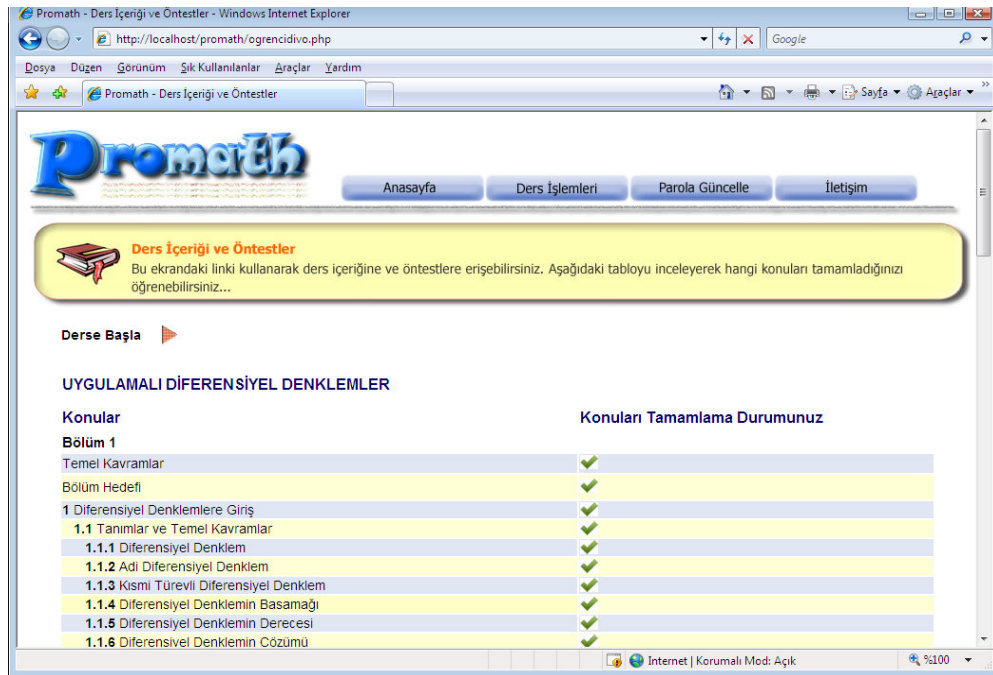 Promath - Ders İçeriği ve Öntestler - Windows Internet Explorer
http://localhost/promath/ogrencidivo.php
Google
Dosya Düzen Görünüm Sık Kullanılanlar Araçlar Yardım
Promath - Ders İçeriği ve Öntestler
Sayfa Araçlar
Promath
Anasayfa Ders İşlemleri Parola Güncelle İletişim
Ders İçeriği ve Öntestler
Bu ekrandaki linki kullanarak ders içeriğine ve öntestlere erişebilirsiniz. Aşağıdaki tabloyu inceleyerek hangi konuları tamamladığınızı
öğrenebilirsiniz...
Derse Başla
UYGULAMALI DİFERENSİYEL DENKLEMLER
Konular Konuları Tamamlama Durumunuz
Bölüm 1
Temel Kavramlar
Bölüm Hedefi
1 Diferensiyel Denklemlere Giriş
1.1 Tanımlar ve Temel Kavramlar
1.1.1 Diferensiyel Denklem
1.1.2 Adi Diferensiyel Denklem
1.1.3 Kısmi Türevli Diferensiyel Denklem
1.1.4 Diferensiyel Denklemin Basamağı
1.1.5 Diferensiyel Denklemin Derecesi
1.1.6 Diferensiyel Denklemin Çözümü
Internet | Korumalı Mod: Açık %100